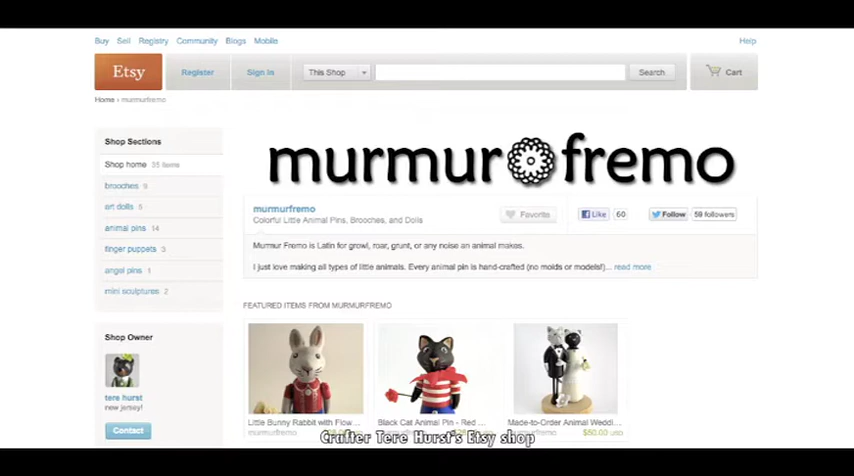 Buy Sell Registry Community Blogs Mobile Help
Etsy Register Sign In This Shop Search Cart
Home › murmurfremo
Shop Sections
Shop home 35 items
brooches 9
art dolls 5
animal pins 14
finger puppets 3
angel pins 1
mini sculptures 2
Shop Owner
tere hurst
new jersey!
Contact
murmur fremo
murmurfremo
Colorful Little Animal Pins, Brooches, and Dolls
Favorite
Like 60
Follow 59 followers
Murmur Fremo is Latin for growl, roar, grunt, or any noise an animal makes.
I just love making all types of little animals. Every animal pin is hand-crafted (no molds or models!)... read more
FEATURED ITEMS FROM MURMURFREMO
Little Bunny Rabbit with Flow ...
murmurfremo
Black Cat Animal Pin - Red ...
Made-to-Order Animal Weddi...
murmurfremo $50.00 USD
Crafter Tere Hurst's Etsy shop